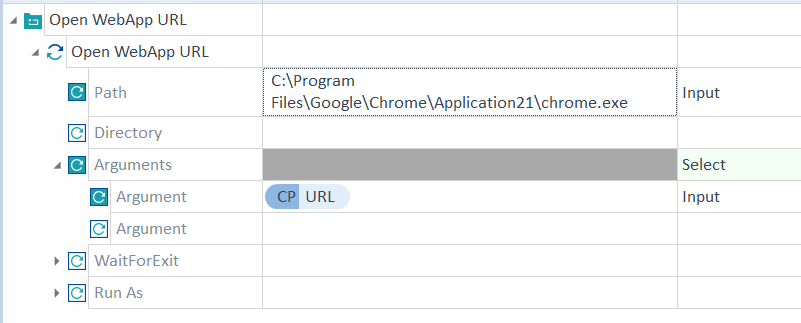 Open WebApp URL
Open WebApp URL
Path
C:\Program
Files\Google\Chrome\Application21\chrome.exe
Input
Directory
Arguments
Select
Argument
CP URL
Input
Argument
WaitForExit
Run As